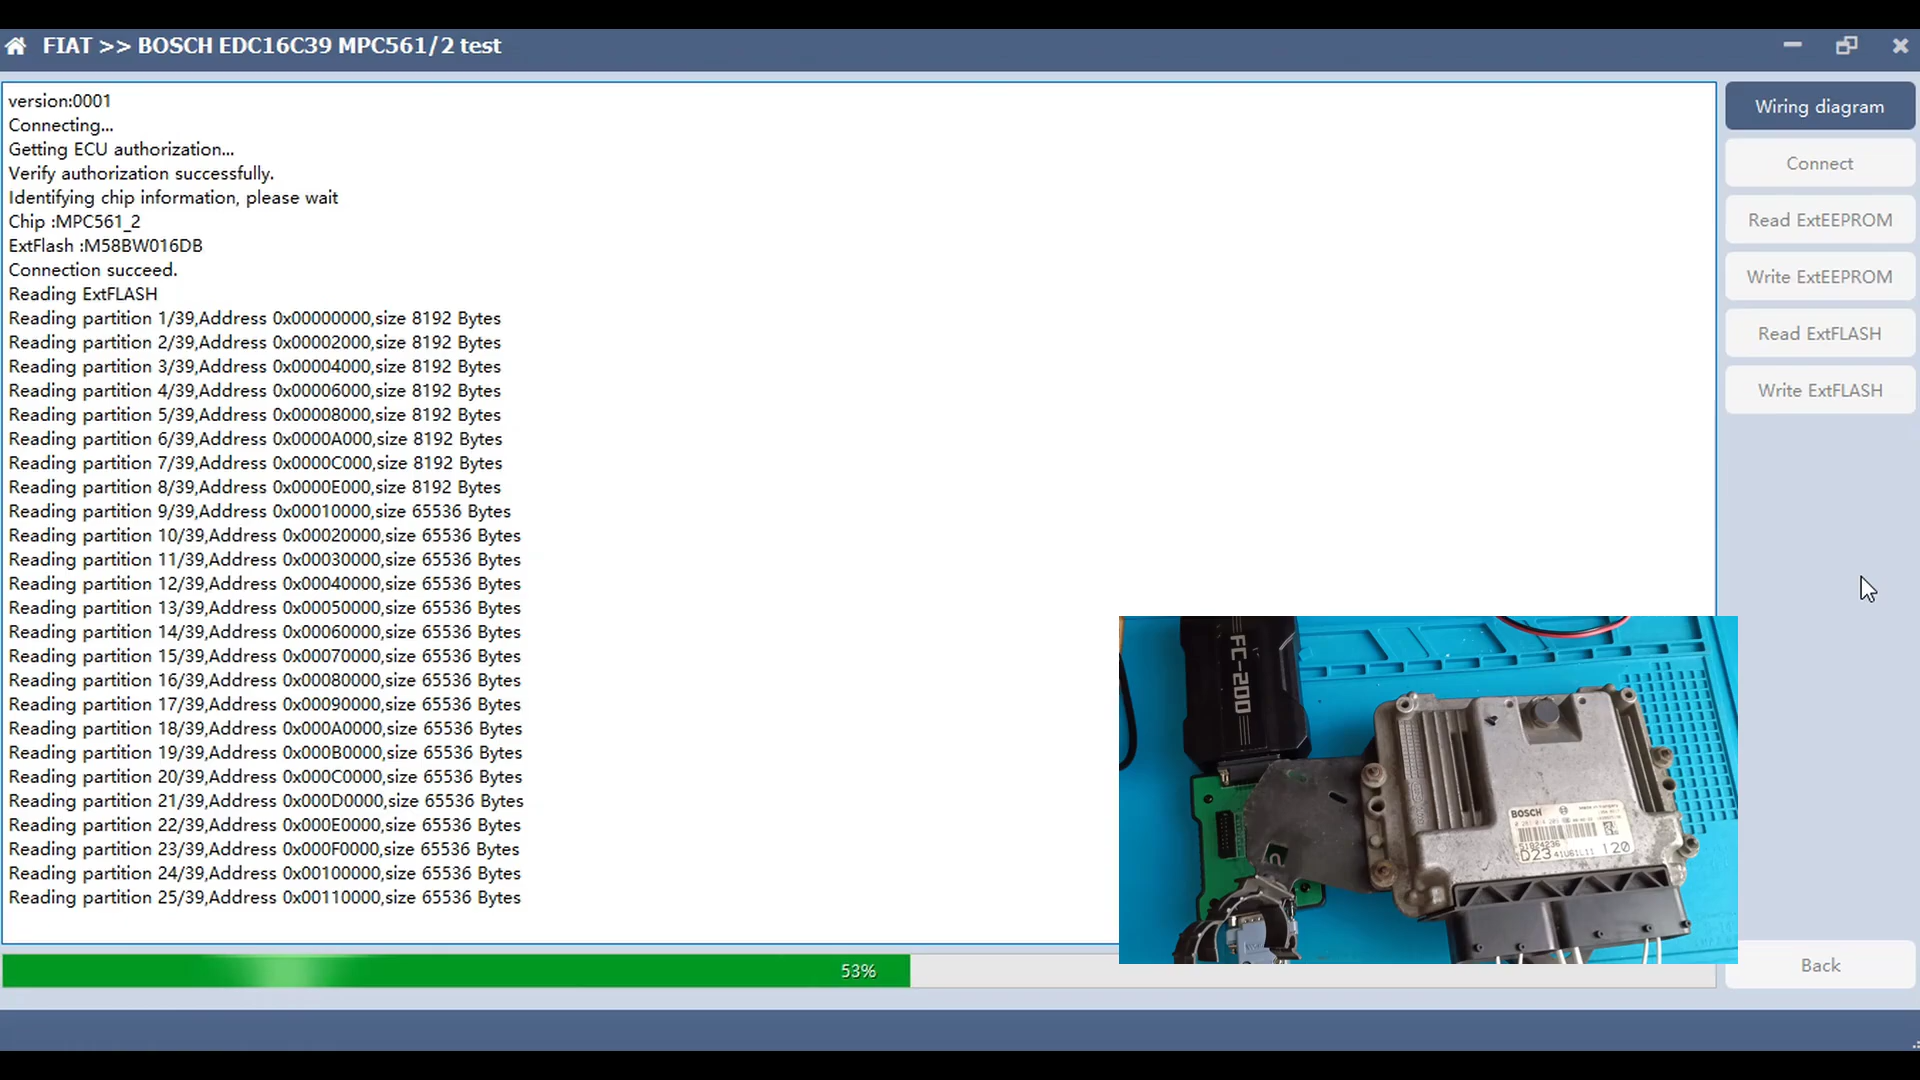 FIAT >> BOSCH EDC16C39 MPC561/2 test
version:0001
Connecting...
Getting ECU authorization...
Verify authorization successfully.
Identifying chip information, please wait
Chip :MPC561_2
ExtFlash :M58BW016DB
Connection succeed.
Reading ExtFLASH
Reading partition 1/39,Address 0x00000000,size 8192 Bytes
Reading partition 2/39,Address 0x00002000,size 8192 Bytes
Reading partition 3/39,Address 0x00004000,size 8192 Bytes
Reading partition 4/39,Address 0x00006000,size 8192 Bytes
Reading partition 5/39,Address 0x00008000,size 8192 Bytes
Reading partition 6/39,Address 0x0000A000,size 8192 Bytes
Reading partition 7/39,Address 0x0000C000,size 8192 Bytes
Reading partition 8/39,Address 0x0000E000,size 8192 Bytes
Reading partition 9/39,Address 0x00010000,size 65536 Bytes
Reading partition 10/39,Address 0x00020000,size 65536 Bytes
Reading partition 11/39,Address 0x00030000,size 65536 Bytes
Reading partition 12/39,Address 0x00040000,size 65536 Bytes
Reading partition 13/39,Address 0x00050000,size 65536 Bytes
Reading partition 14/39,Address 0x00060000,size 65536 Bytes
Reading partition 15/39,Address 0x00070000,size 65536 Bytes
Reading partition 16/39,Address 0x00080000,size 65536 Bytes
Reading partition 17/39,Address 0x00090000,size 65536 Bytes
Reading partition 18/39,Address 0x000A0000,size 65536 Bytes
Reading partition 19/39,Address 0x000B0000,size 65536 Bytes
Reading partition 20/39,Address 0x000C0000,size 65536 Bytes
Reading partition 21/39,Address 0x000D0000,size 65536 Bytes
Reading partition 22/39,Address 0x000E0000,size 65536 Bytes
Reading partition 23/39,Address 0x000F0000,size 65536 Bytes
Reading partition 24/39,Address 0x00100000,size 65536 Bytes
Reading partition 25/39,Address 0x00110000,size 65536 Bytes
53%
Wiring diagram
Connect
Read ExtEEPROM
Write ExtEEPROM
Read ExtFLASH
Write ExtFLASH
Back
FC-200
BOSCH
51824236
D23 41U61L11 120